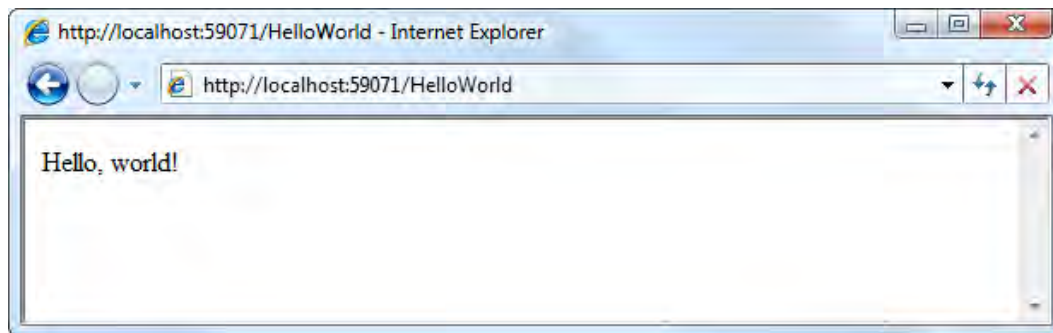 http://localhost:59071/HelloWorld - Internet Explorer
http://localhost:59071/HelloWorld
Hello, world!